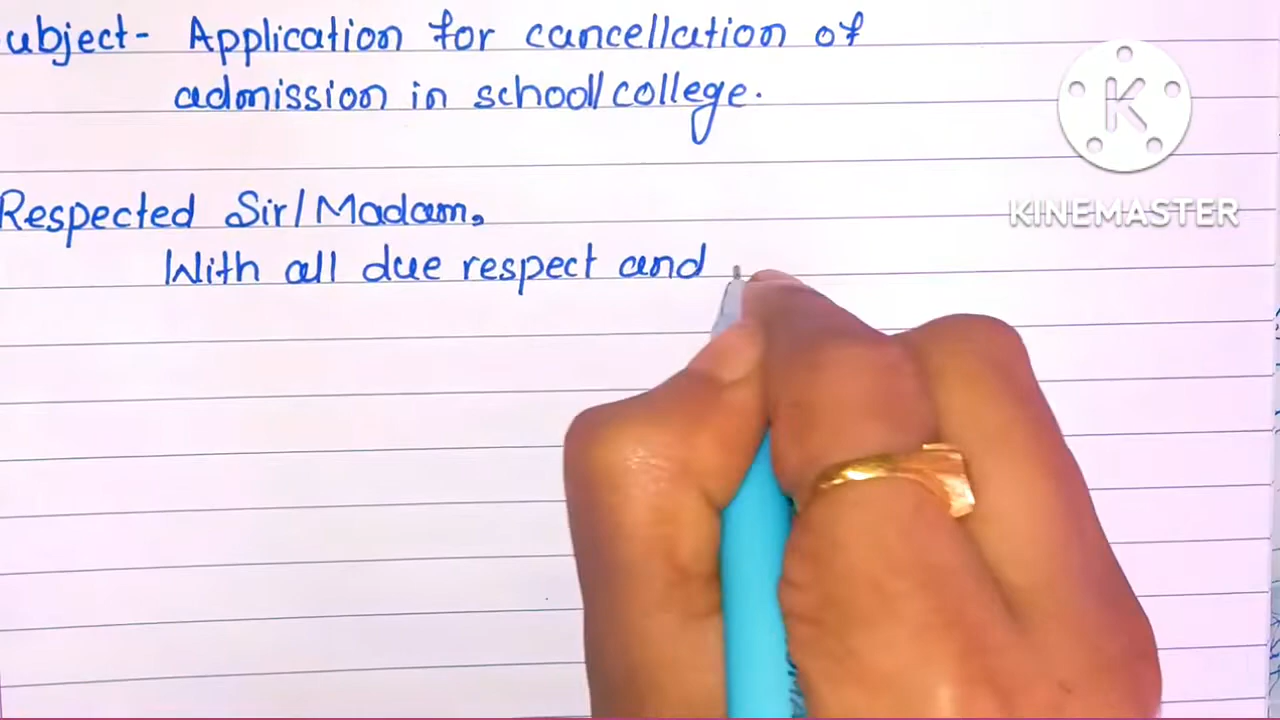 ubject- Application for cancellation of
admission in school/college.
Respected Sir/Madam,
With all due respect and
K
KINEMASTER